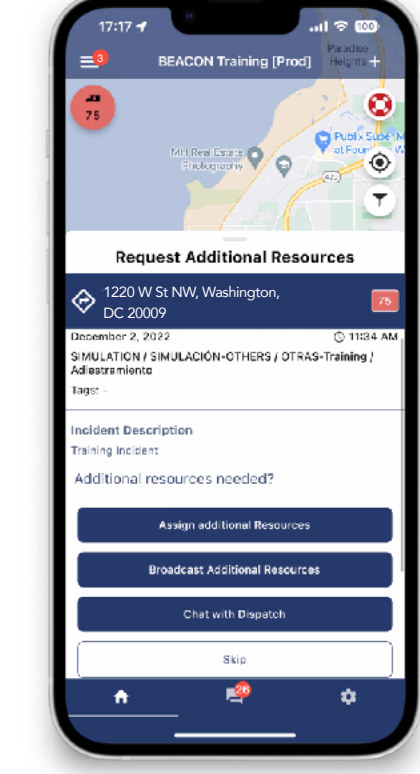 17:17
100
3
BEACON Training [Prod]
Paradise
Heights
75
Publix Super M
at Foun
MH Real Estate
Photography
Request Additional Resources
1220 W St NW, Washington,
DC 20009
75
December 2, 2022
11:34 AM
SIMULATION / SIMULACIÓN-OTHERS / OTRAS-Training /
Adiestramiento
Tags: -
Incident Description
Training Incident
Additional resources needed?
Assign additional Resources
Broadcast Additional Resources
Chat with Dispatch
Skip
26